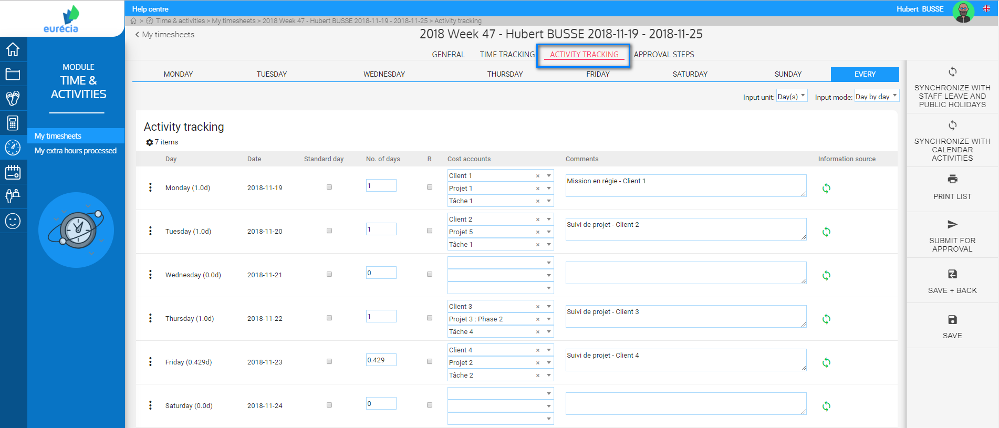 eurécia
Help centre
Hubert BUSSE
> Time & activities > My timesheets > 2018 Week 47 - Hubert BUSSE 2018-11-19 - 2018-11-25 > Activity tracking
< My timesheets
2018 Week 47 - Hubert BUSSE 2018-11-19 - 2018-11-25
GENERAL TIME TRACKING ACTIVITY TRACKING APPROVAL STEPS
MODULE
TIME &
ACTIVITIES
My timesheets
My extra hours processed
MONDAY TUESDAY WEDNESDAY THURSDAY FRIDAY SATURDAY SUNDAY EVERY
Input unit: Day(s) Input mode: Day by day
Activity tracking
7 items
Day Date Standard day No. of days R Cost accounts Comments Information source
Client 1 ×
Monday (1.0d) 2018-11-19 1 Projet 1 × Mission en régie - Client 1
Tâche 1 ×
Client 2 ×
Tuesday (1.0d) 2018-11-20 1 Projet 5 × Suivi de projet - Client 2
Tâche 1 ×
Wednesday (0.0d) 2018-11-21 0
Client 3 ×
Thursday (1.0d) 2018-11-22 1 Projet 3 : Phase 2 × Suivi de projet - Client 3
Tâche 4 ×
Client 4 ×
Friday (0.429d) 2018-11-23 0.429 Projet 2 × Suivi de projet - Client 4
Tâche 2 ×
Saturday (0.0d) 2018-11-24 0
SYNCHRONIZE WITH
STAFF LEAVE AND
PUBLIC HOLIDAYS
SYNCHRONIZE WITH
CALENDAR
ACTIVITIES
PRINT LIST
SUBMIT FOR
APPROVAL
SAVE + BACK
SAVE